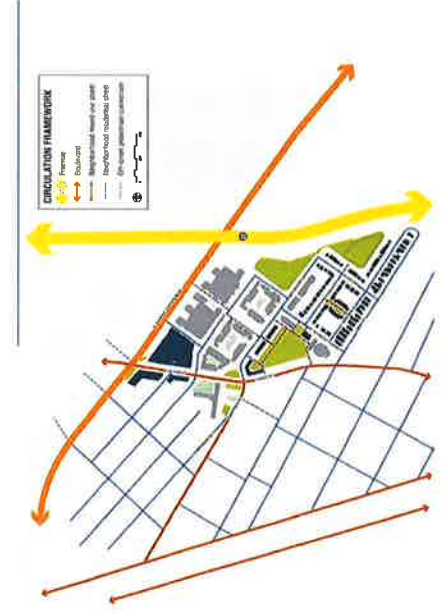 CIRCULATION FRAMEWORK
Freeway
Boulevard
Neighborhood mixed-use street
Neighborhood residential street
Off-street pedestrian connection